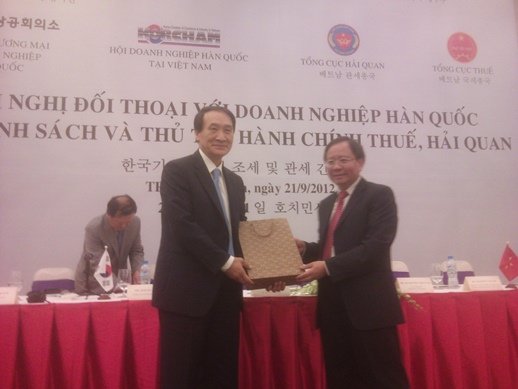 상공회의소
ƯƠNG MẠI
NGHIỆP
QUỐC
KORCHAM
HỘI DOANH NGHIỆP HÀN QUỐC
TẠI VIỆT NAM
TỔNG CỤC HẢI QUAN
베트남 관세총국
TỔNG CỤC THUẾ
베트남 국세총국
NGHỊ ĐỐI THOẠI VỚI DOANH NGHIỆP HÀN QUỐC
NH SÁCH VÀ THỦ T HÀNH CHÍNH THUẾ, HẢI QUAN
한국기 조세 및 관세 간
ngày 21/9/2012
일 호치민